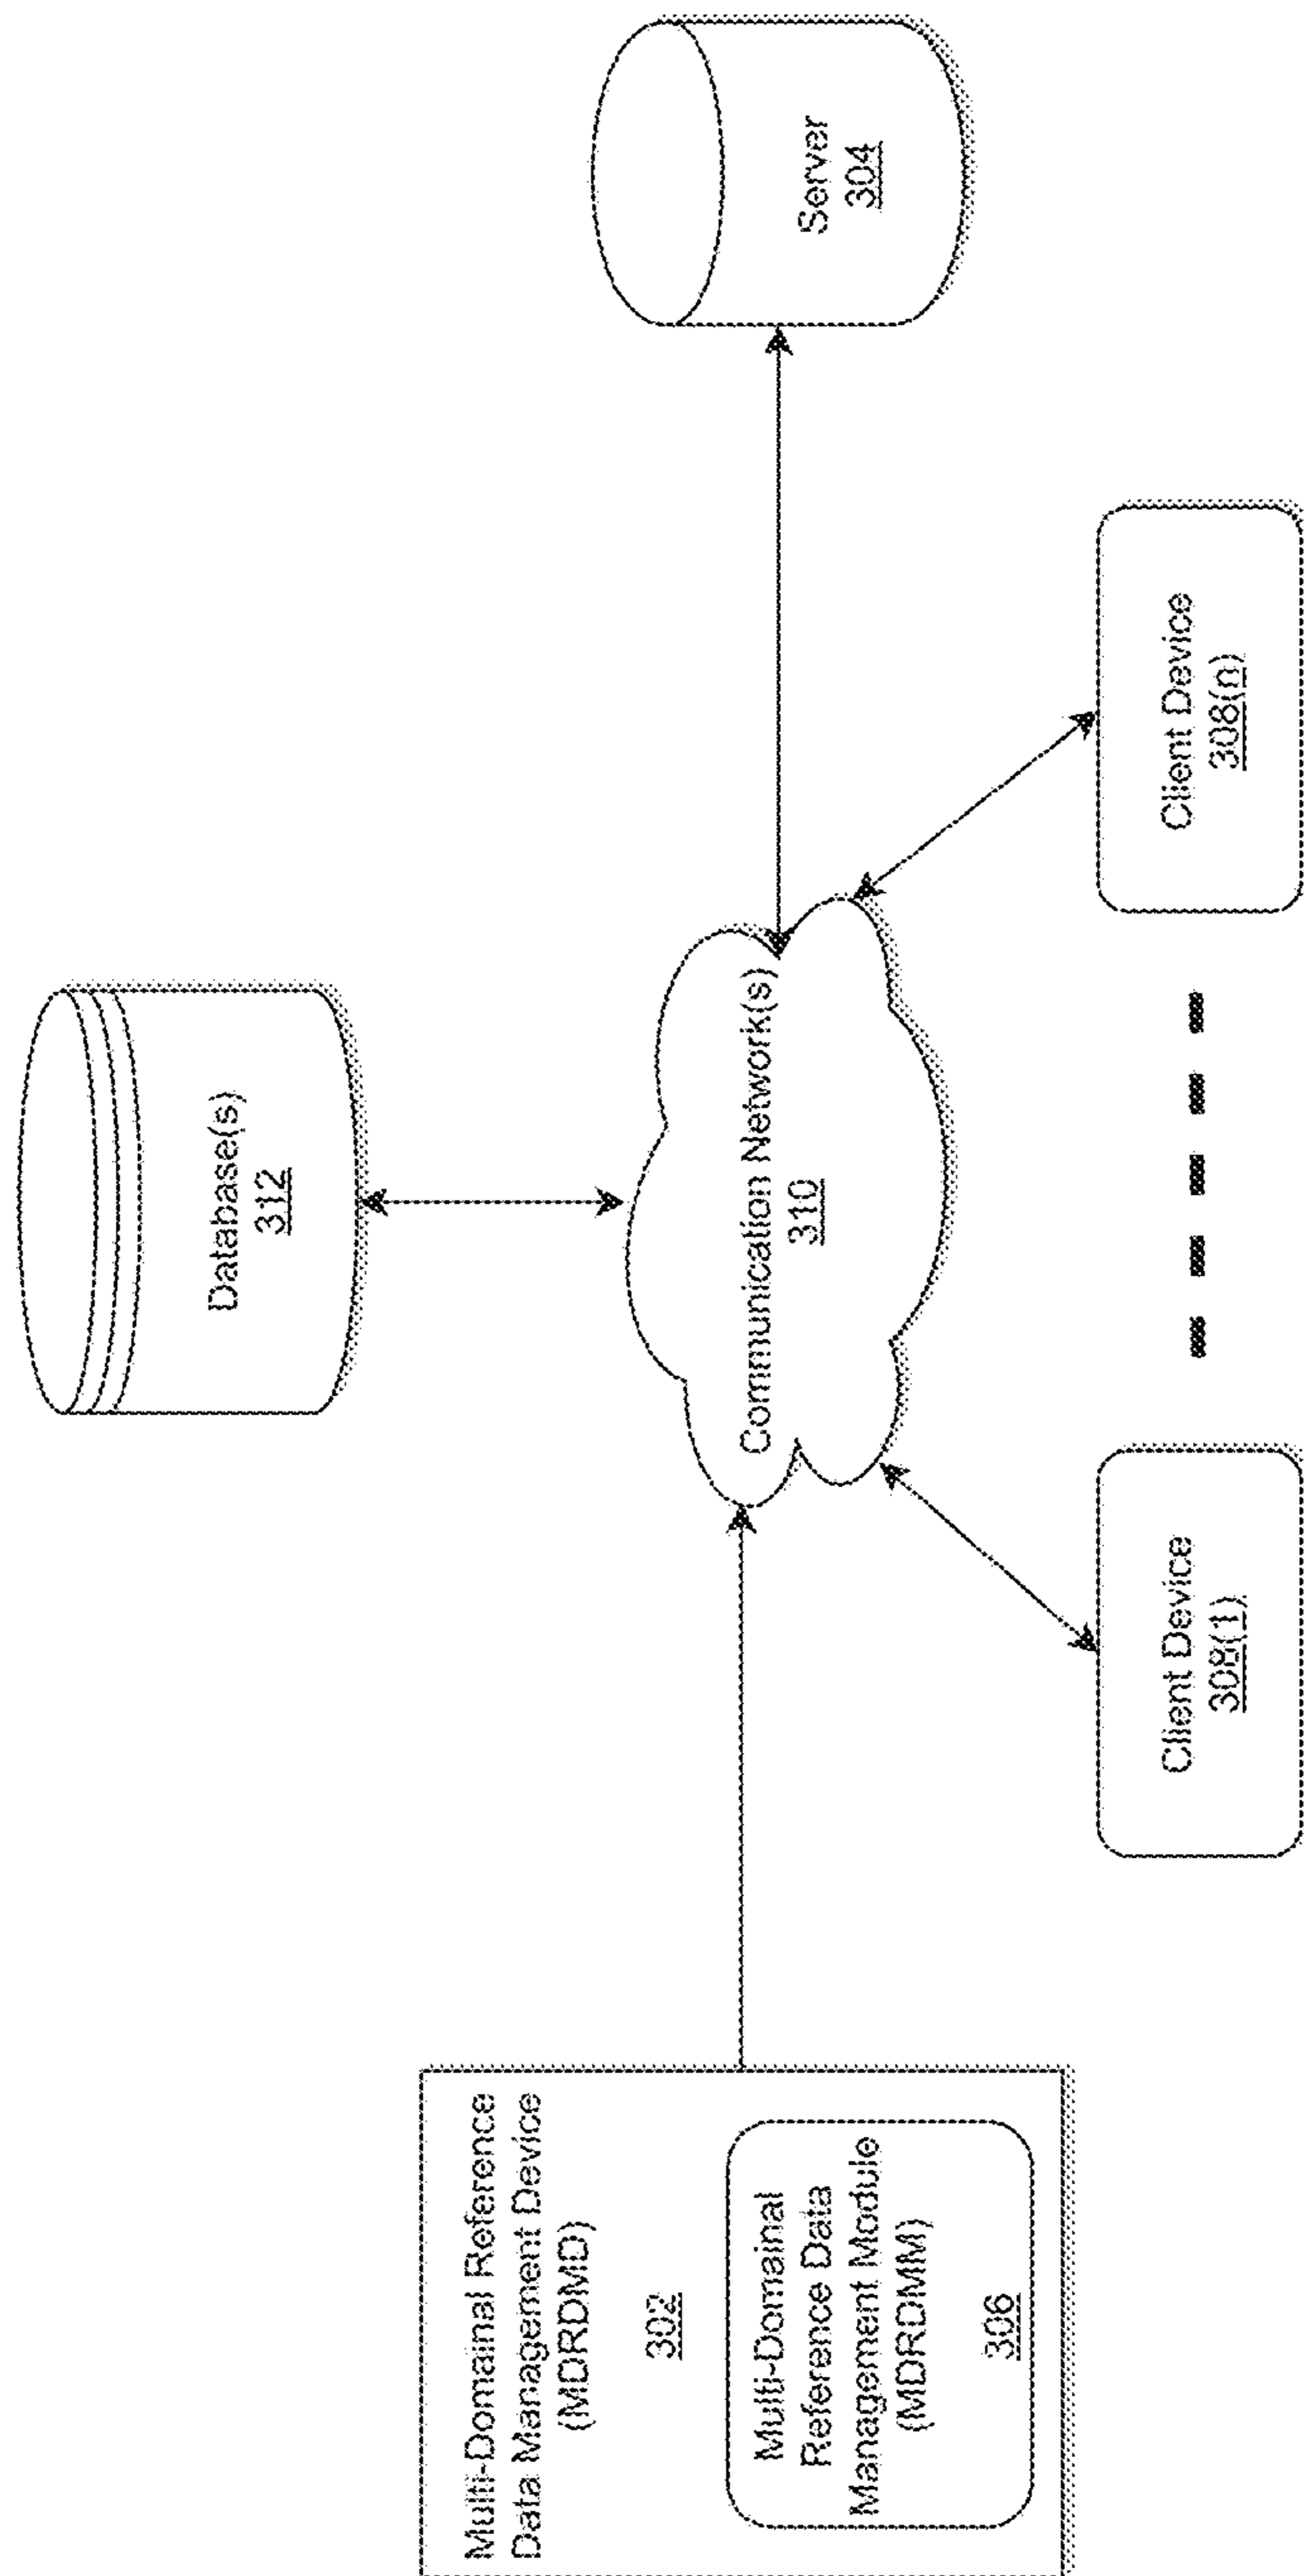 Database(s)
312
Server
304
Communication Network(s)
310
Multi-Domainal Reference
Data Management Device
(MDRDMD)
302
Multi-Domainal
Reference Data
Management Module
(MDRDMM)
306
Client Device
308(1)
Client Device
308(n)